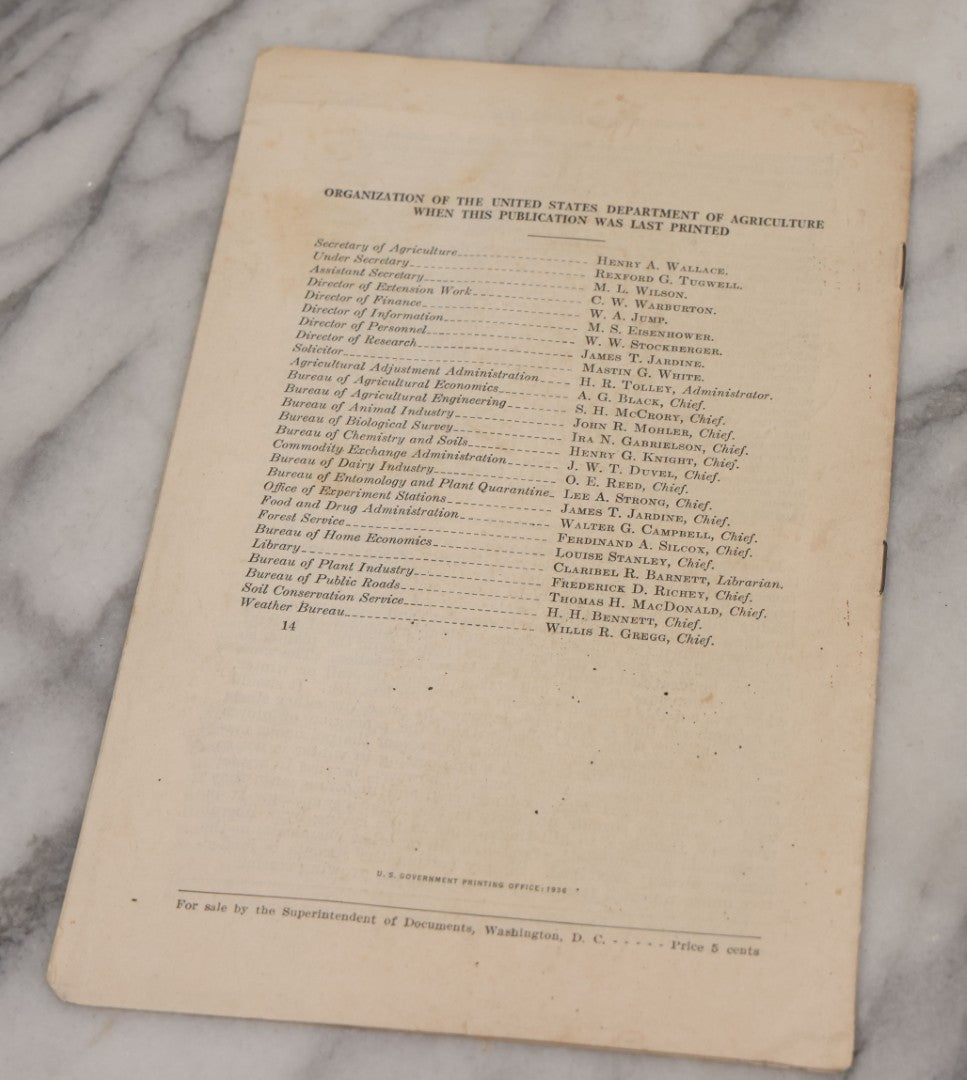 ORGANIZATION OF THE UNITED STATES DEPARTMENT OF AGRICULTURE
WHEN THIS PUBLICATION WAS LAST PRINTED
Secretary of Agriculture Henry A. Wallace.
Under Secretary Rexford G. Tugwell.
Assistant Secretary M. L. Wilson.
Director of Extension Work C. W. Warburton.
Director of Finance W. A. Jump.
Director of Information M. S. Eisenhower.
Director of Personnel W. W. Stockberger.
Director of Research James T. Jardine.
Solicitor Mastin G. White.
Agricultural Adjustment Administration H. R. Tolley, Administrator.
Bureau of Agricultural Economics A. G. Black, Chief.
Bureau of Agricultural Engineering S. H. McCrory, Chief.
Bureau of Animal Industry John R. Mohler, Chief.
Bureau of Biological Survey Ira N. Gabrielson, Chief.
Bureau of Chemistry and Soils Henry G. Knight, Chief.
Commodity Exchange Administration J. W. T. Duvel, Chief.
Bureau of Dairy Industry O. E. Reed, Chief.
Bureau of Entomology and Plant Quarantine Lee A. Strong, Chief.
Office of Experiment Stations James T. Jardine, Chief.
Food and Drug Administration Walter G. Campbell, Chief.
Forest Service Ferdinand A. Silcox, Chief.
Bureau of Home Economics Louise Stanley, Chief.
Library Claribel R. Barnett, Librarian.
Bureau of Plant Industry Frederick D. Richey, Chief.
Bureau of Public Roads Thomas H. MacDonald, Chief.
Soil Conservation Service H. H. Bennett, Chief.
Weather Bureau Willis R. Gregg, Chief.
14
U. S. GOVERNMENT PRINTING OFFICE: 1936
For sale by the Superintendent of Documents, Washington, D. C. - - - - - Price 5 cents